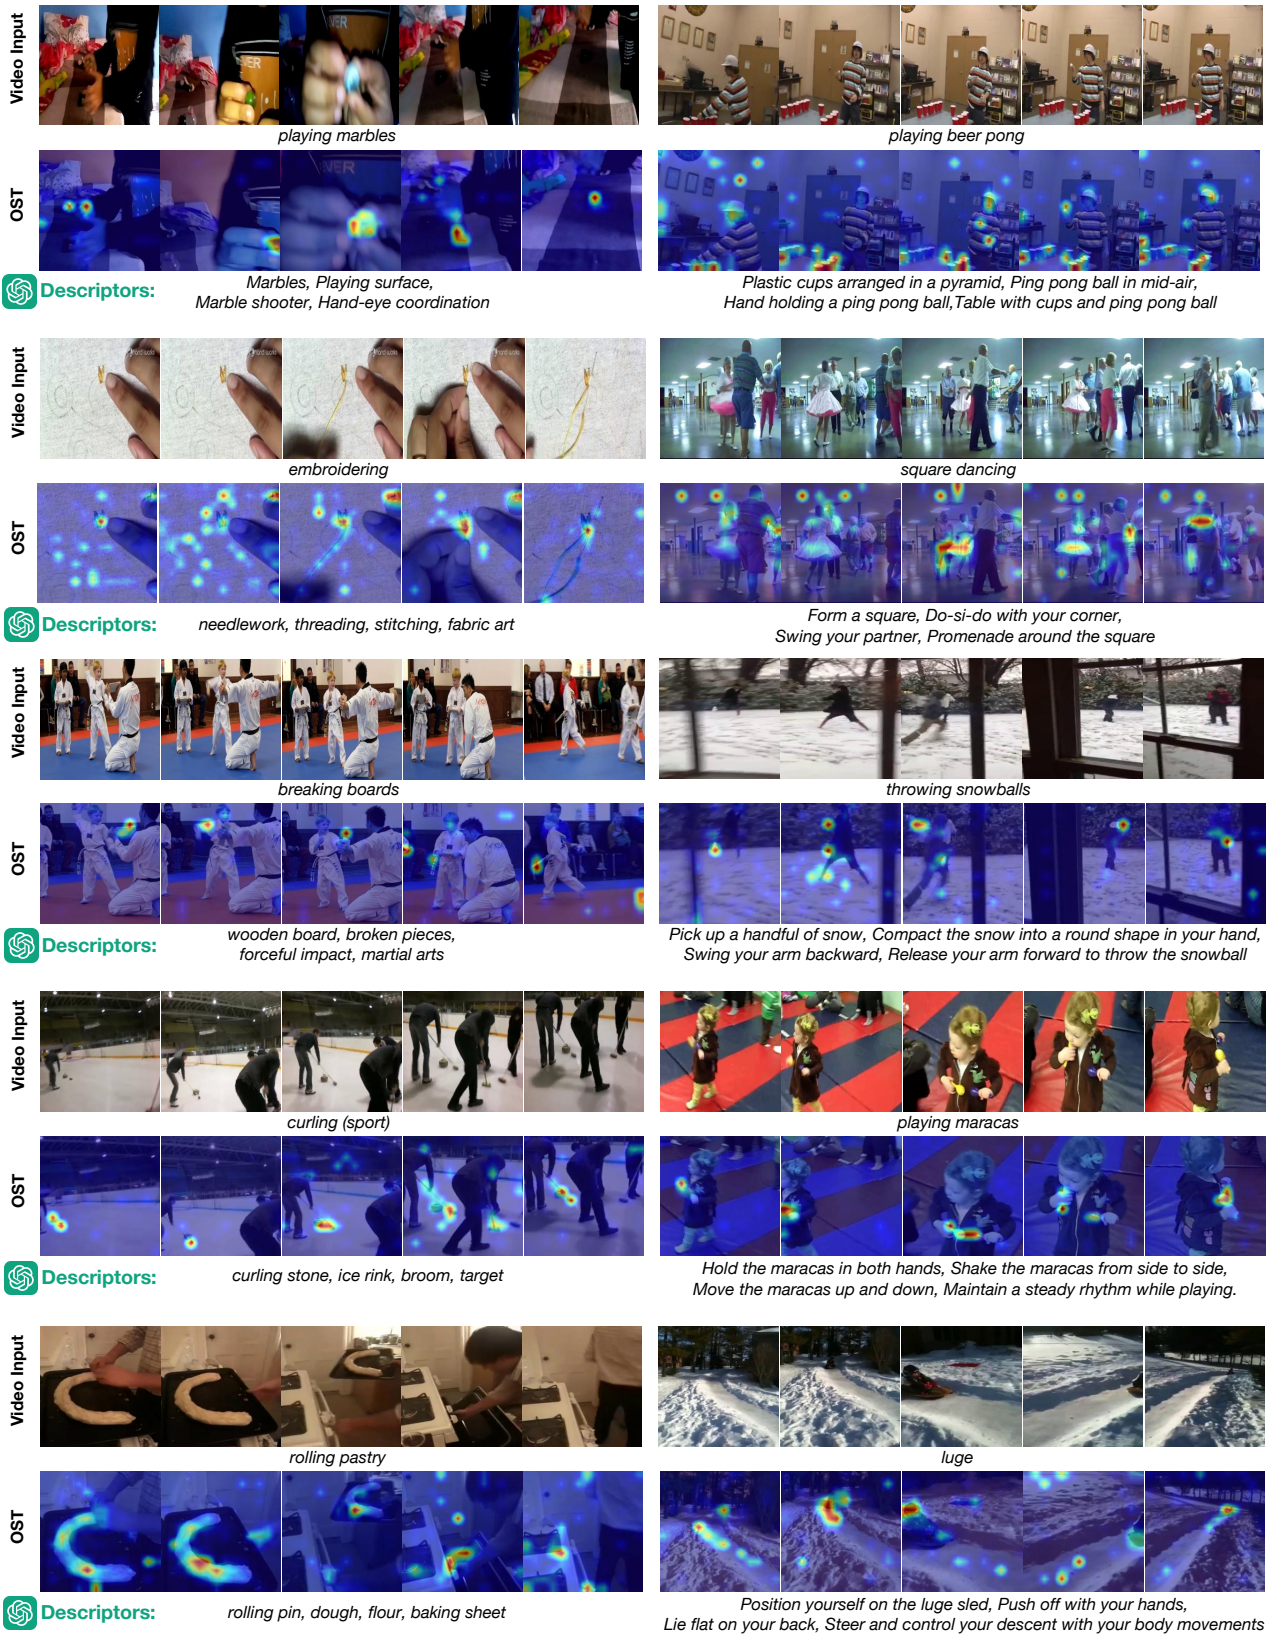 Video Input
playing marbles
OST
Descriptors:
Marbles, Playing surface,
Marble shooter, Hand-eye coordination
playing beer pong
Plastic cups arranged in a pyramid, Ping pong ball in mid-air,
Hand holding a ping pong ball,Table with cups and ping pong ball
Video Input
embroidering
OST
Descriptors:
needlework, threading, stitching, fabric art
square dancing
Form a square, Do-si-do with your corner,
Swing your partner, Promenade around the square
Video Input
breaking boards
OST
Descriptors:
wooden board, broken pieces,
forceful impact, martial arts
throwing snowballs
Pick up a handful of snow, Compact the snow into a round shape in your hand,
Swing your arm backward, Release your arm forward to throw the snowball
Video Input
curling (sport)
OST
Descriptors:
curling stone, ice rink, broom, target
playing maracas
Hold the maracas in both hands, Shake the maracas from side to side,
Move the maracas up and down, Maintain a steady rhythm while playing.
Video Input
rolling pastry
OST
Descriptors:
rolling pin, dough, flour, baking sheet
luge
Position yourself on the luge sled, Push off with your hands,
Lie flat on your back, Steer and control your descent with your body movements